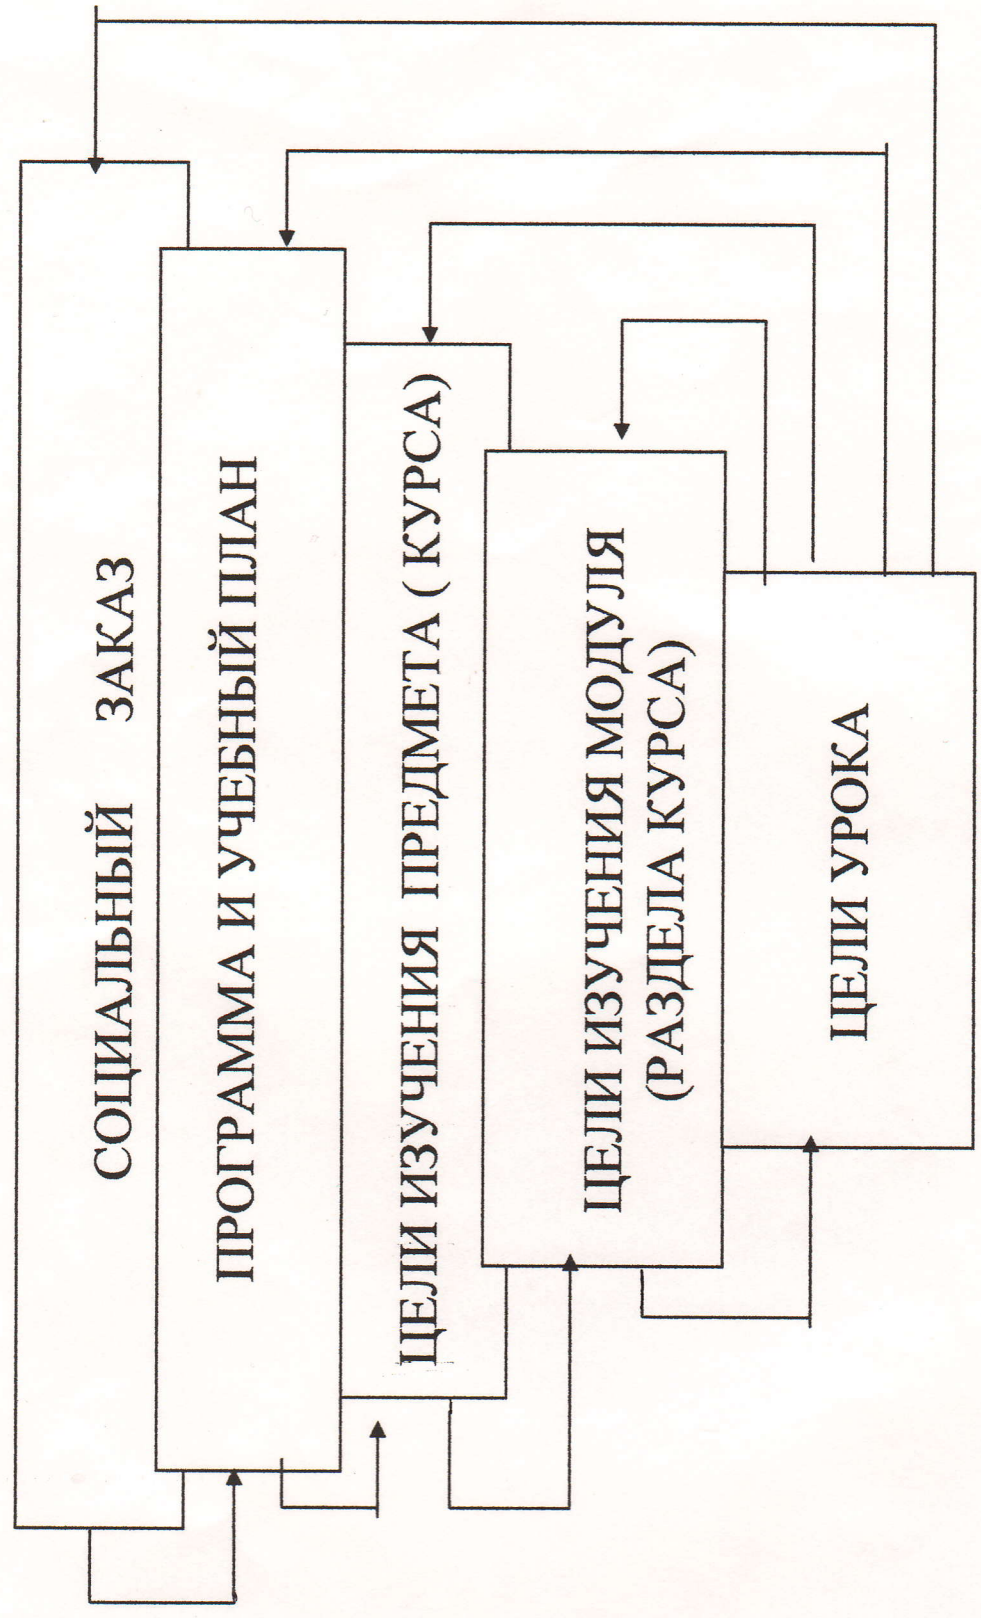 СОЦИАЛЬНЫЙ ЗАКАЗ
ПРОГРАММА И УЧЕБНЫЙ ПЛАН
ЦЕЛИ ИЗУЧЕНИЯ ПРЕДМЕТА ( КУРСА)
ЦЕЛИ ИЗУЧЕНИЯ МОДУЛЯ
(РАЗДЕЛА КУРСА)
ЦЕЛИ УРОКА